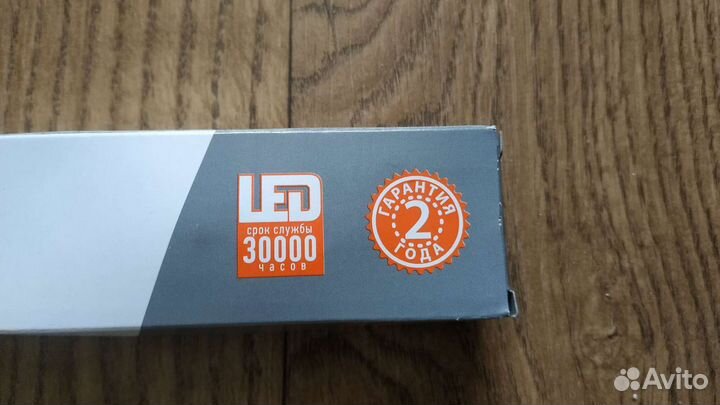 LED
срок службы
30000
часов
ГАРАНТИЯ
2
ГОДА
Avito